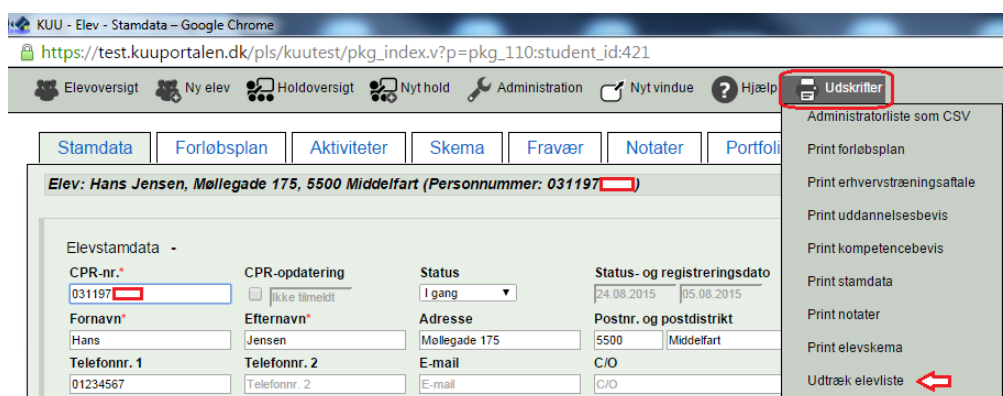 KUU - Elev - Stamdata – Google Chrome
https://test.kuuportalen.dk/pls/kuutest/pkg_index.v?p=pkg_110:student_id:421
Elevoversigt Ny elev Holdoversigt Nyt hold Administration Nyt vindue Hjælp Udskrifter
Administratorliste som CSV
Print forløbsplan
Print erhvervstræningsaftale
Print uddannelsesbevis
Print kompetencebevis
Print stamdata
Print notater
Print elevskema
Udtræk elevliste
Stamdata Forløbsplan Aktiviteter Skema Fravær Notater Portfoli
Elev: Hans Jensen, Møllegade 175, 5500 Middelfart (Personnummer: 031197 )
Elevstamdata -
CPR-nr.* CPR-opdatering Status Status- og registreringsdato
031197 Ikke tilmeldt I gang 24.08.2015 05.08.2015
Fornavn* Efternavn* Adresse Postnr. og postdistrikt
Hans Jensen Møllegade 175 5500 Middelfart
Telefonnr. 1 Telefonnr. 2 E-mail C/O
01234567 Telefonnr. 2 E-mail C/O